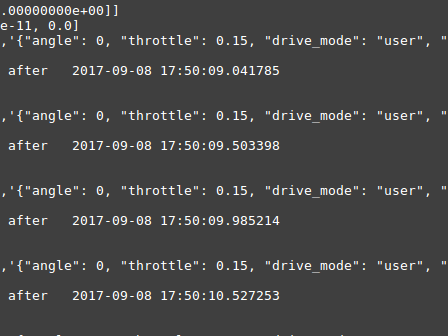 .00000000e+00]]
e-11, 0.0]
,'{"angle": 0, "throttle": 0.15, "drive_mode": "user", "
after 2017-09-08 17:50:09.041785
,'{"angle": 0, "throttle": 0.15, "drive_mode": "user", "
after 2017-09-08 17:50:09.503398
,'{"angle": 0, "throttle": 0.15, "drive_mode": "user", "
after 2017-09-08 17:50:09.985214
,'{"angle": 0, "throttle": 0.15, "drive_mode": "user", "
after 2017-09-08 17:50:10.527253